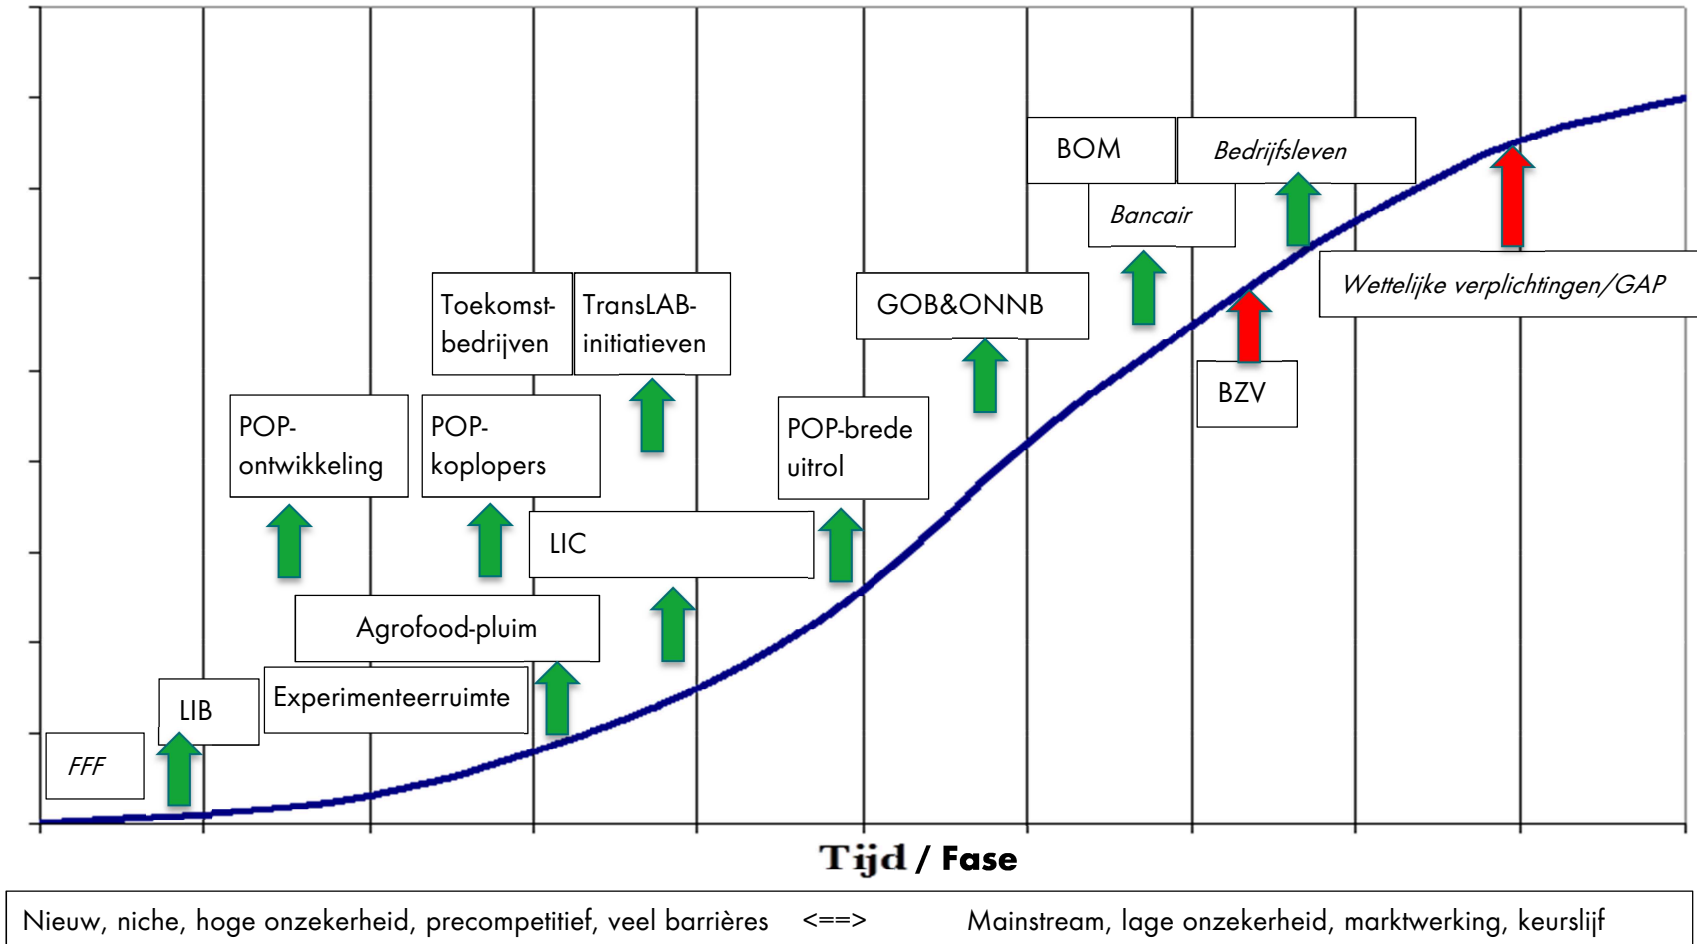 BOM
Bedrijfsleven
Bancair
Toekomst-
bedrijven
TransLAB-
initiatieven
GOB&ONNB
Wettelijke verplichtingen/GAP
BZV
POP-
ontwikkeling
POP-
koplopers
POP-brede
uitrol
LIC
Agrofood-pluim
Experimenteerruimte
LIB
FFF
Tijd / Fase
Nieuw, niche, hoge onzekerheid, precompetitief, veel barrières <==> Mainstream, lage onzekerheid, marktwerking, keurslijf